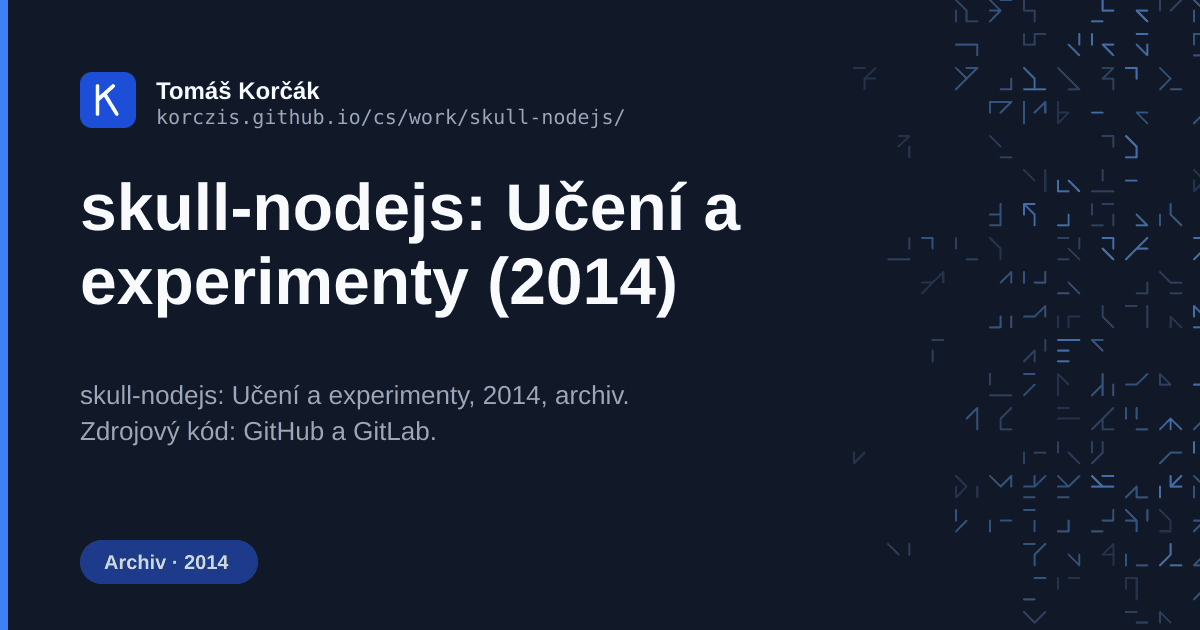 Tomáš Korčák
korczis.github.io/cs/work/skull-nodejs/
skull-nodejs: Učení a
experimenty (2014)
skull-nodejs: Učení a experimenty, 2014, archiv.
Zdrojový kód: GitHub a GitLab.
Archiv · 2014